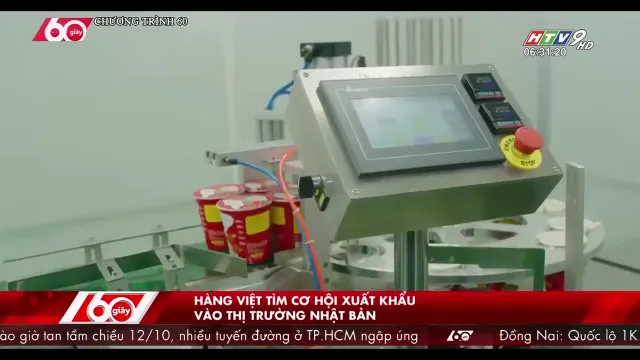 60 giây
CHƯƠNG TRÌNH 60
HTV9 HD
06:31:20
STOP
60 giây
HÀNG VIỆT TÌM CƠ HỘI XUẤT KHẨU
VÀO THỊ TRƯỜNG NHẬT BẢN
ào giờ tan tầm chiều 12/10, nhiều tuyến đường ở TP.HCM ngập úng 60 Đồng Nai: Quốc lộ 1K